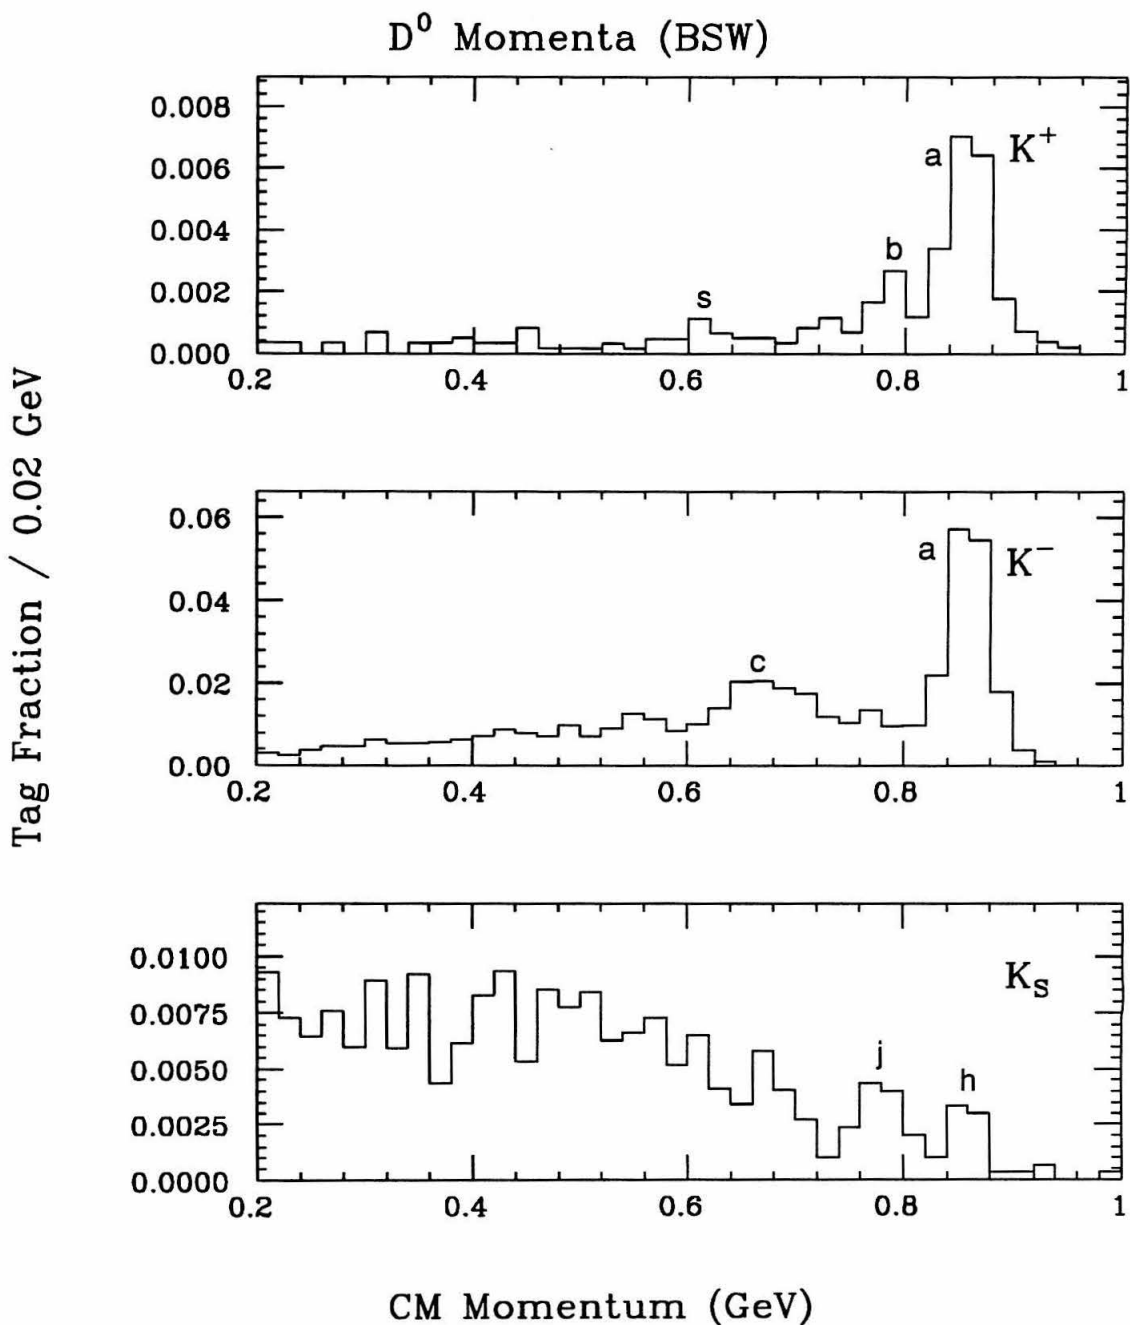 D⁰ Momenta (BSW)
Tag Fraction / 0.02 GeV
0.008
0.006
0.004
0.002
0.000
a
K⁺
b
s
0.2 0.4 0.6 0.8 1
0.06
0.04
0.02
0.00
a
K⁻
c
0.2 0.4 0.6 0.8 1
0.0100
0.0075
0.0050
0.0025
0.0000
K_S
j
h
0.2 0.4 0.6 0.8 1
CM Momentum (GeV)